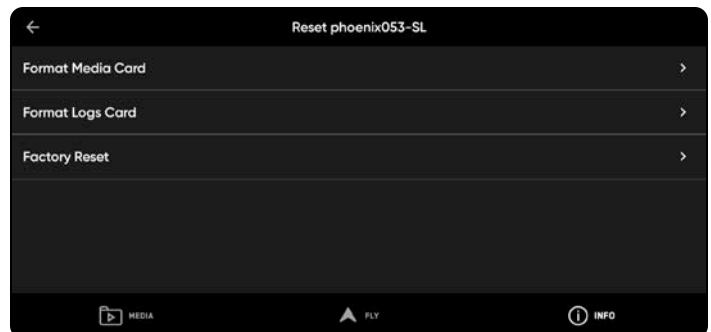 Reset phoenix053-SL
Format Media Card
Format Logs Card
Factory Reset
MEDIA
FLY
INFO